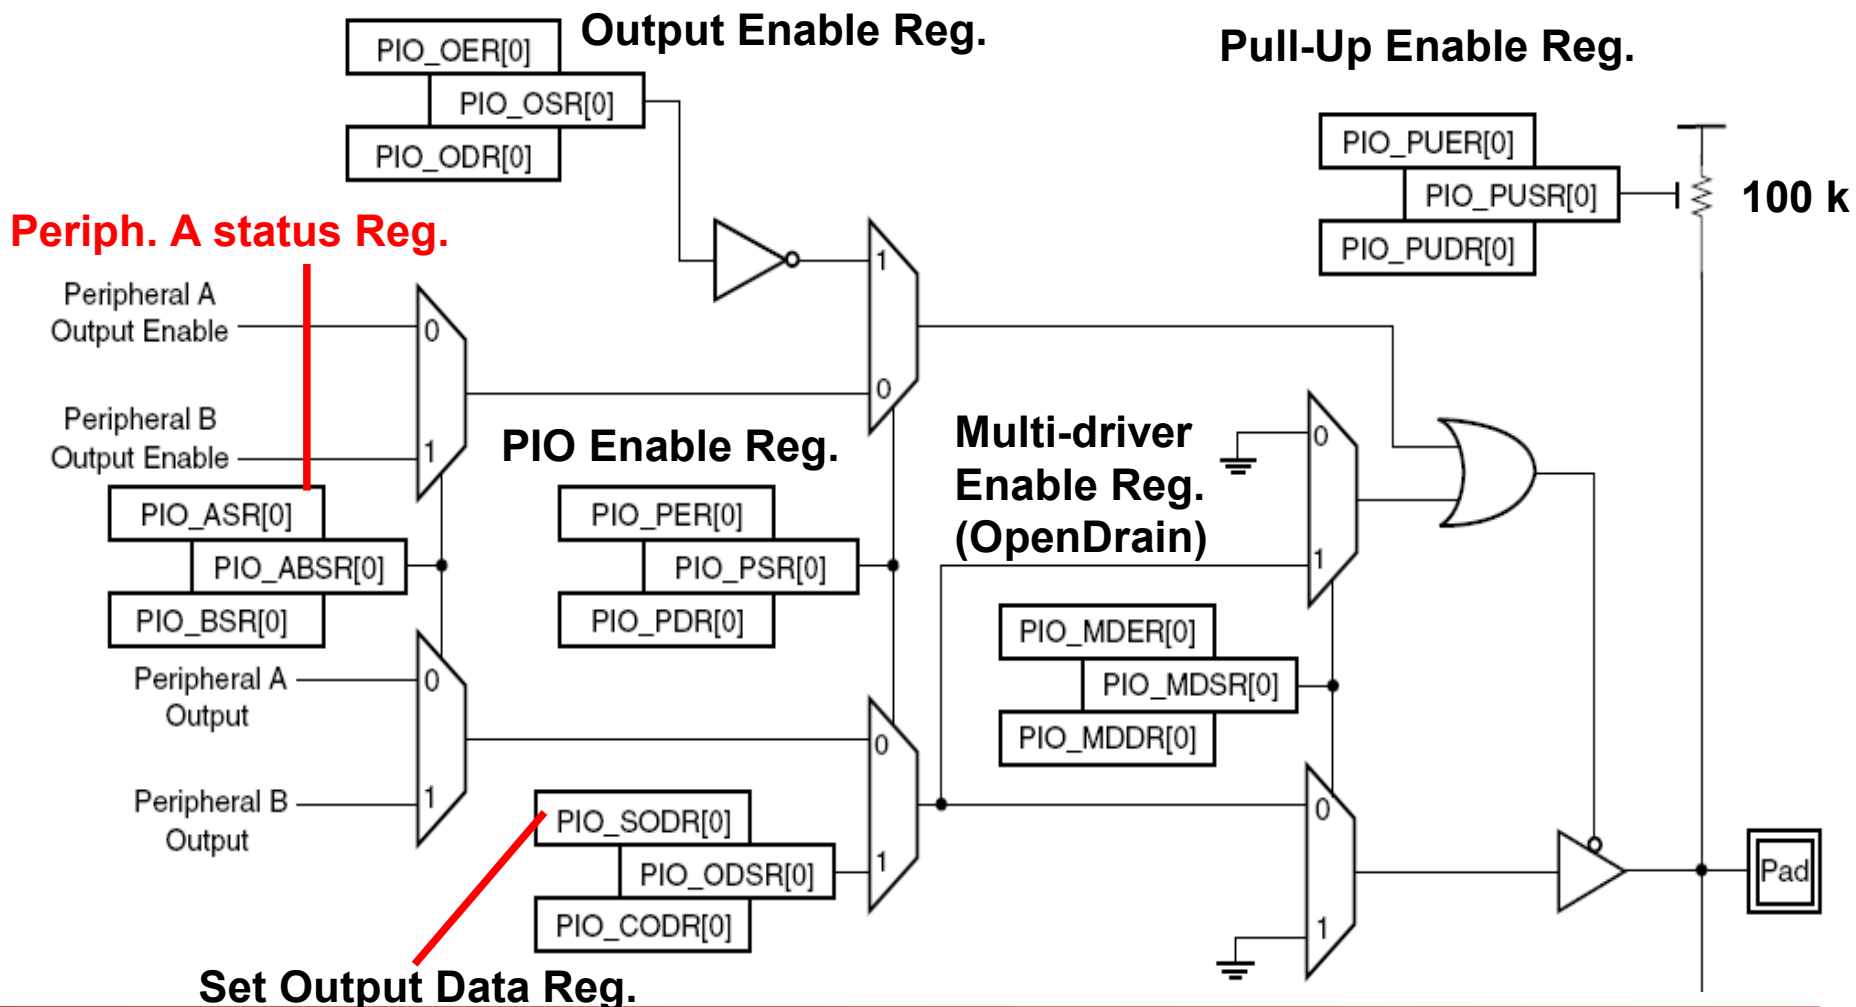 Output Enable Reg.
PIO_OER[0]
PIO_OSR[0]
PIO_ODR[0]
Pull-Up Enable Reg.
PIO_PUER[0]
PIO_PUSR[0]
PIO_PUDR[0]
100 k
Periph. A status Reg.
Peripheral A
Output Enable
Peripheral B
Output Enable
0
1
1
0
PIO_ASR[0]
PIO_ABSR[0]
PIO_BSR[0]
PIO Enable Reg.
PIO_PER[0]
PIO_PSR[0]
PIO_PDR[0]
Multi-driver
Enable Reg.
(OpenDrain)
0
1
PIO_MDER[0]
PIO_MDSR[0]
PIO_MDDR[0]
Peripheral A
Output
Peripheral B
Output
0
1
0
1
PIO_SODR[0]
PIO_ODSR[0]
PIO_CODR[0]
0
1
Pad
Set Output Data Reg.